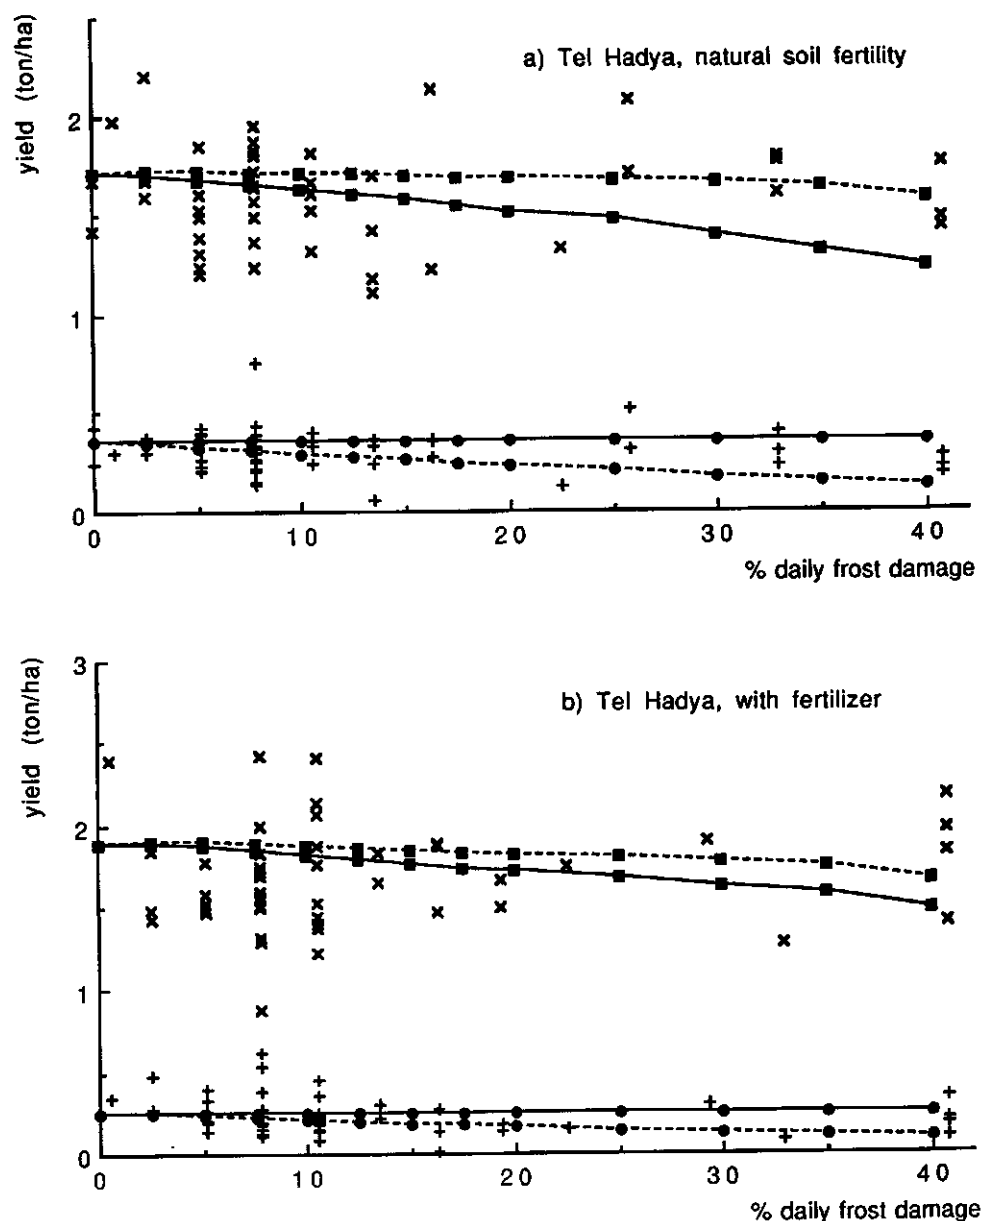 yield (ton/ha)
a) Tel Hadya, natural soil fertility
2
1
0
0 10 20 30 40
% daily frost damage
yield (ton/ha)
b) Tel Hadya, with fertilizer
3
2
1
0
0 10 20 30 40
% daily frost damage